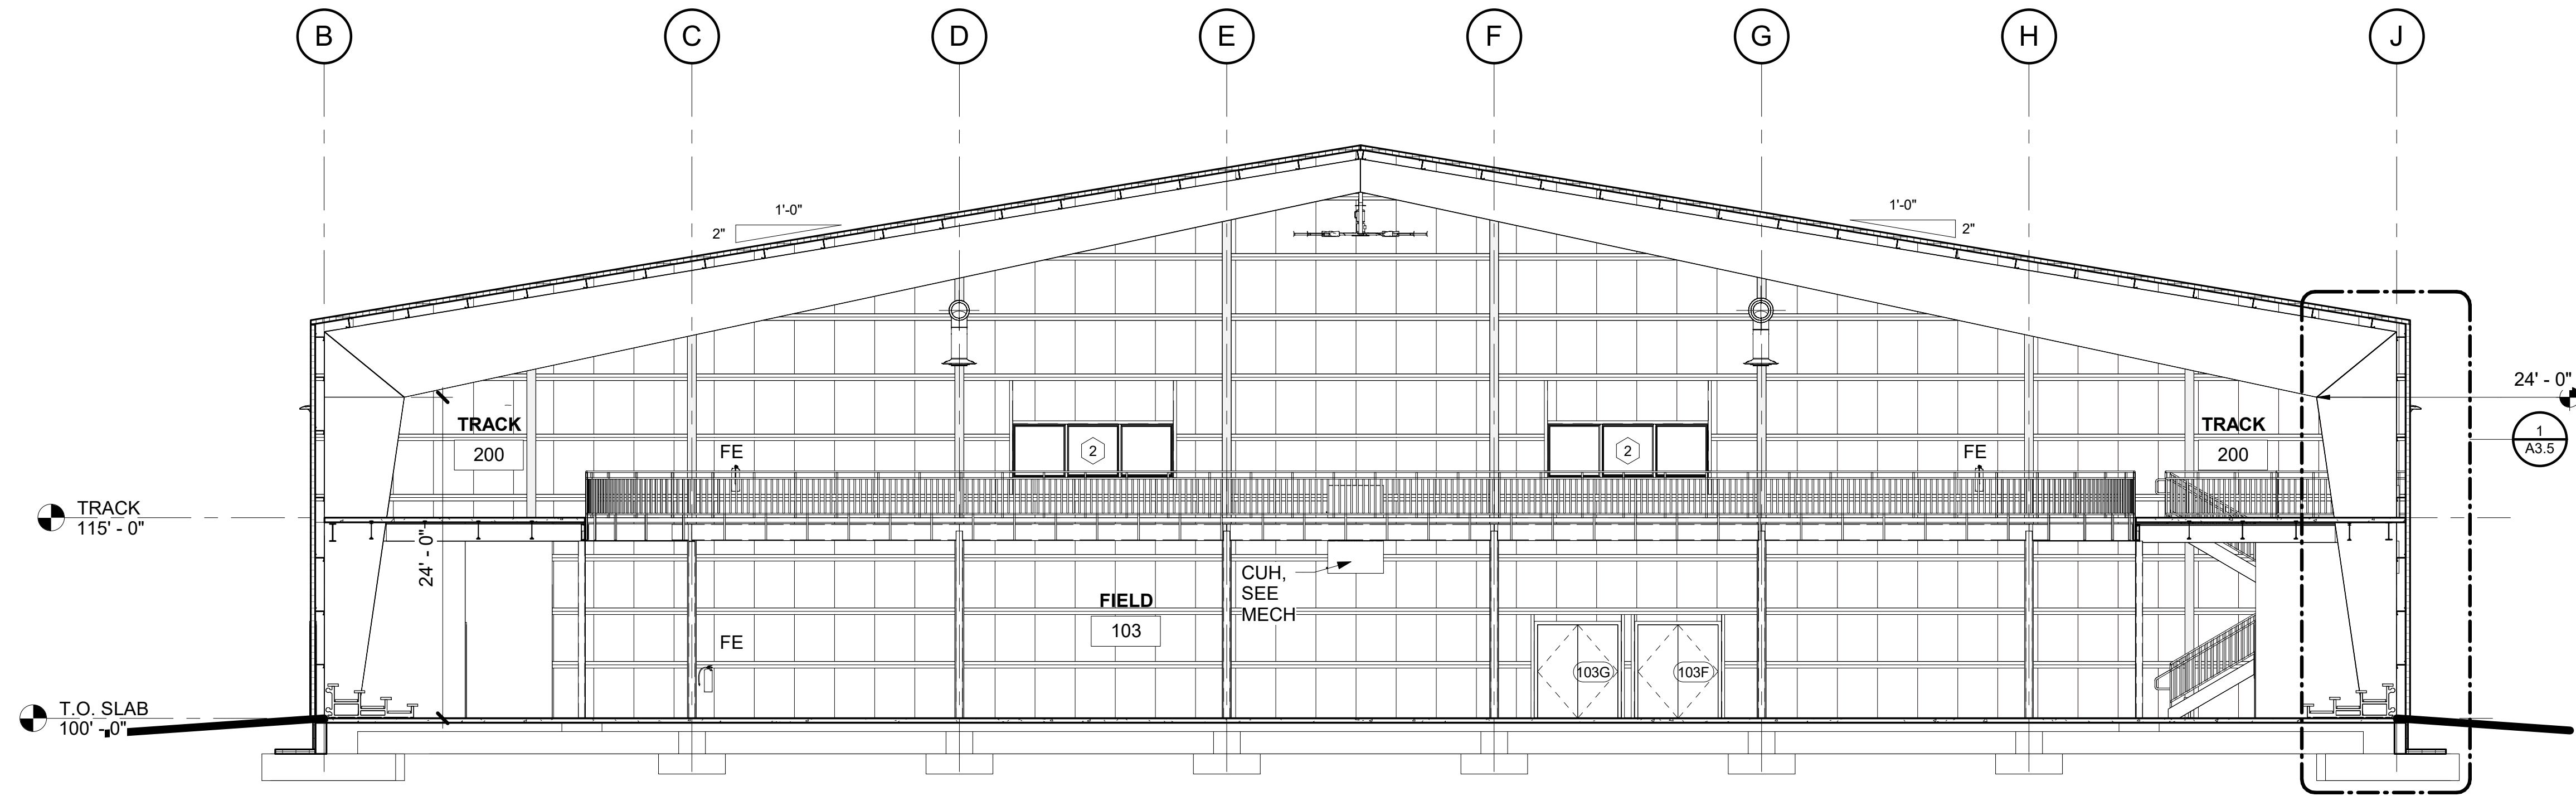 B
C
D
E
F
G
H
J
1'-0"
2"
1'-0"
2"
24' - 0"
TRACK
200
FE
2
2
FE
TRACK
200
1
A3.5
TRACK
115' - 0"
24' - 0"
CUH,
SEE
MECH
FIELD
103
FE
103G
103F
T.O. SLAB
100' - 0"